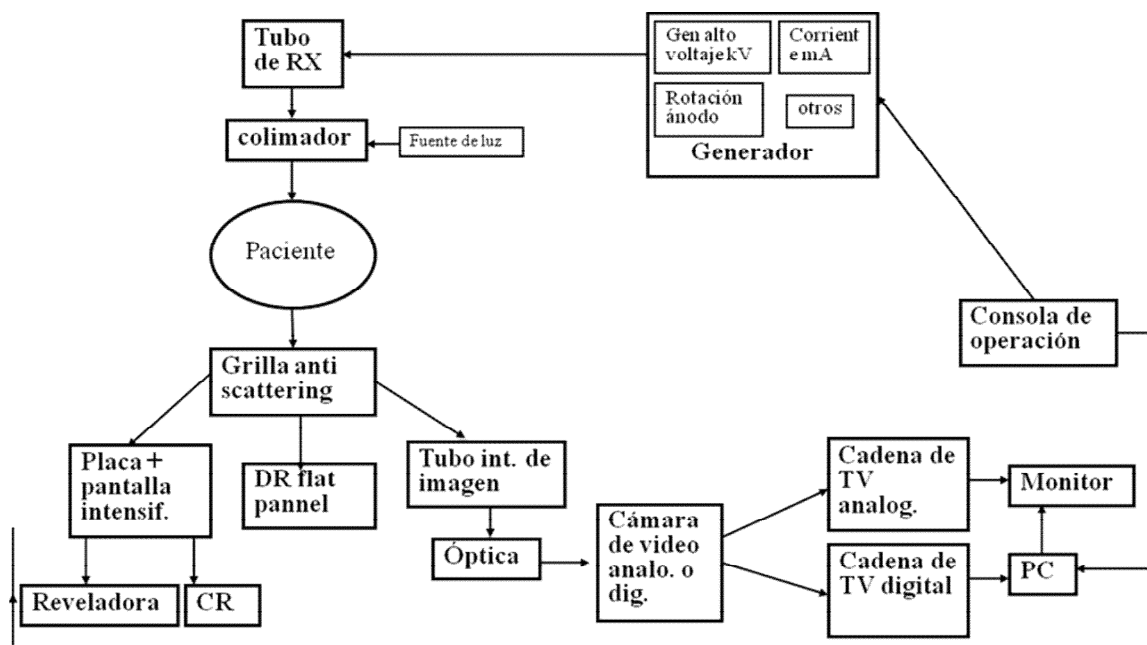 Tubo
de RX
Gen alto
voltaje kV
Corrient
e mA
Rotación
ánodo
otros
Generador
colimador
Fuente de luz
Paciente
Consola de
operación
Grilla anti
scattering
Placa +
pantalla
intensif.
DR flat
pannel
Tubo int. de
imagen
Cadena de
TV
analog.
Monitor
Óptica
Cámara
de video
analo. o
dig.
Cadena de
TV digital
PC
Reveladora
CR